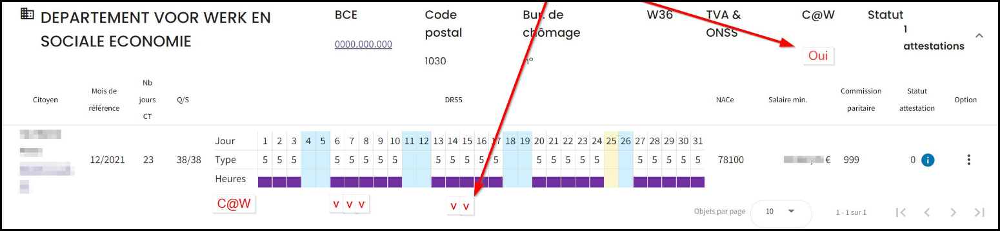 DEPARTEMENT VOOR WERK EN
SOCIALE ECONOMIE
BCE
0000.000.000
Code
postal
1030
Bur. de
chômage
n°
W36
TVA &
ONSS
C@W
Oui
Statut
1
attestations
Citoyen
Mois de
référence
Nb
jours
CT
Q/S
DRS5
NACe
Salaire min.
Commission
paritaire
Statut
attestation
Option
12/2021
23
38/38
Jour 1 2 3 4 5 6 7 8 9 10 11 12 13 14 15 16 17 18 19 20 21 22 23 24 25 26 27 28 29 30 31
Type 5 5 5 5 5 5 5 5 5 5 5 5 5 5 5 5 5 5 5 5 5 5 5
Heures
78100
€
999
0 i
C@W v v v v v
Objets par page 10 1 - 1 sur 1